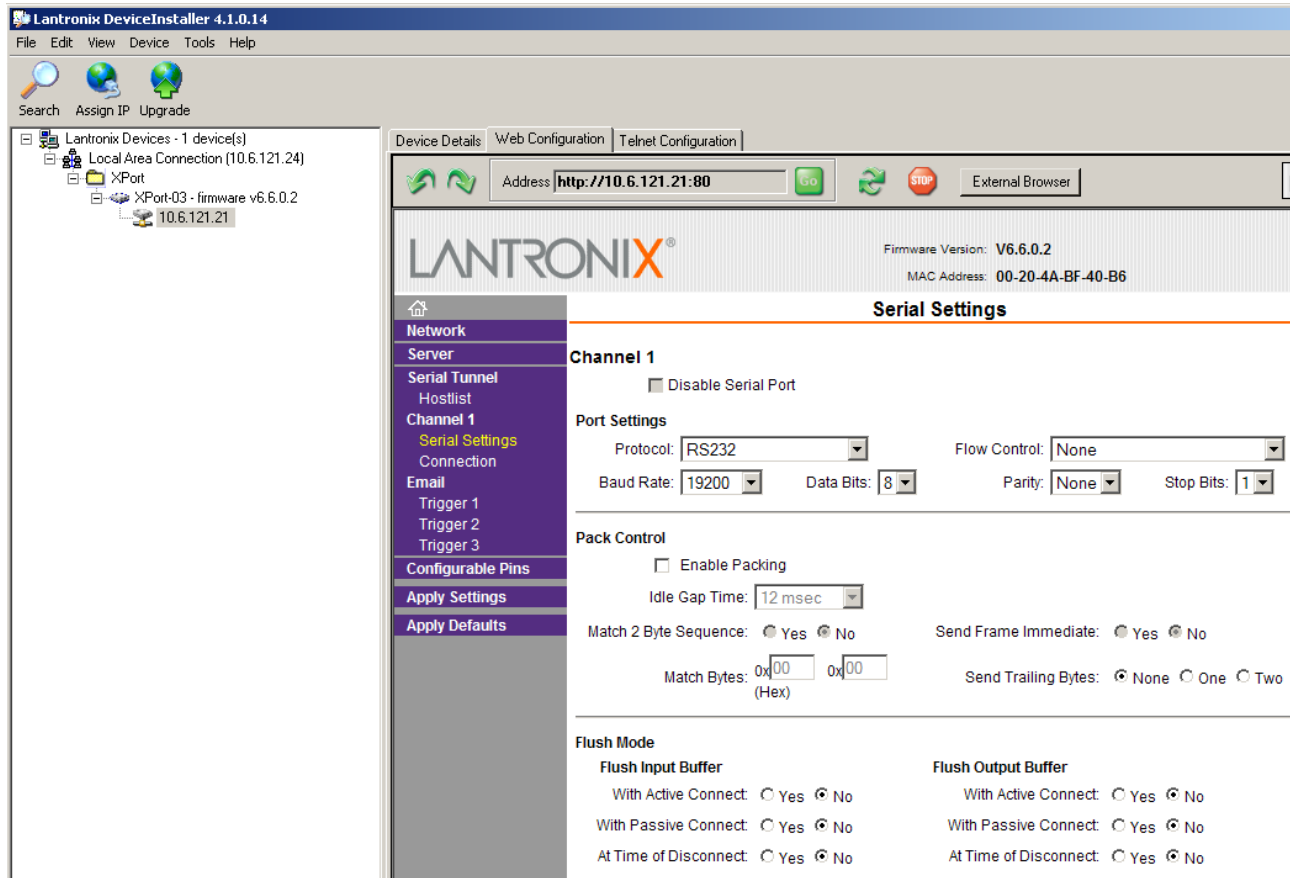 Lantronix DeviceInstaller 4.1.0.14
File Edit View Device Tools Help
Search Assign IP Upgrade
Lantronix Devices - 1 device(s)
Local Area Connection (10.6.121.24)
XPort
XPort-03 - firmware v6.6.0.2
10.6.121.21
Device Details Web Configuration Telnet Configuration
Address http://10.6.121.21:80 Go STOP External Browser
LANTRONIX®
Firmware Version: V6.6.0.2
MAC Address: 00-20-4A-BF-40-B6
Network
Server
Serial Tunnel
Hostlist
Channel 1
Serial Settings
Connection
Email
Trigger 1
Trigger 2
Trigger 3
Configurable Pins
Apply Settings
Apply Defaults
Serial Settings
Channel 1
Disable Serial Port
Port Settings
Protocol: RS232 Flow Control: None
Baud Rate: 19200 Data Bits: 8 Parity: None Stop Bits: 1
Pack Control
Enable Packing
Idle Gap Time: 12 msec
Match 2 Byte Sequence: Yes No Send Frame Immediate: Yes No
Match Bytes: 0x00 0x00 Send Trailing Bytes: None One Two
(Hex)
Flush Mode
Flush Input Buffer Flush Output Buffer
With Active Connect: Yes No With Active Connect: Yes No
With Passive Connect: Yes No With Passive Connect: Yes No
At Time of Disconnect: Yes No At Time of Disconnect: Yes No